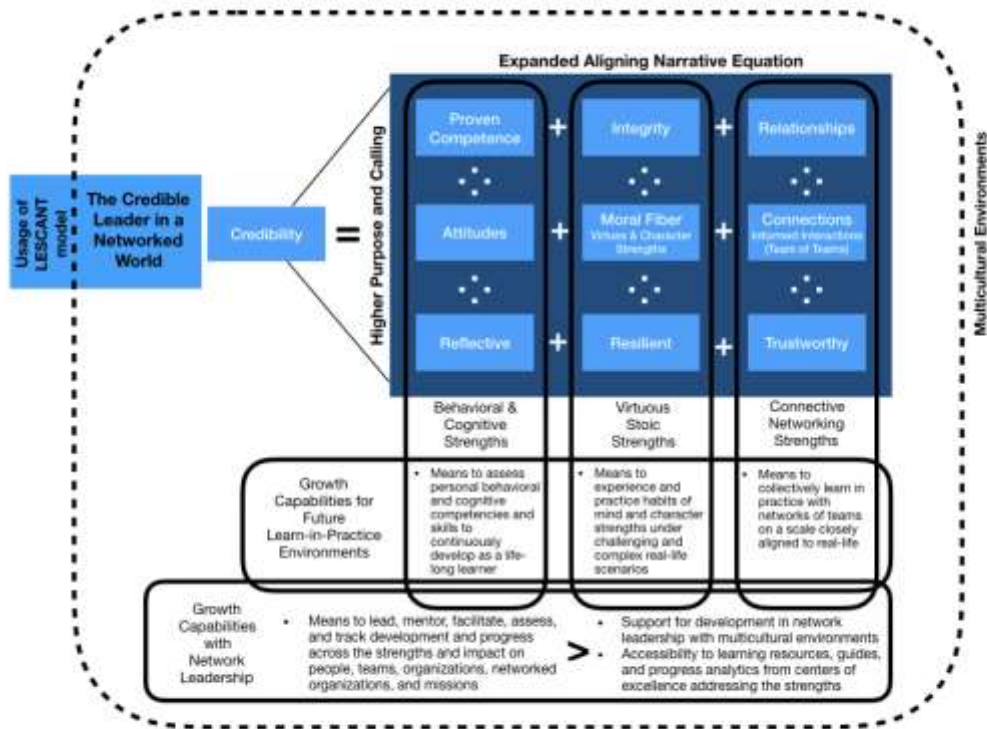 Expanded Aligning Narrative Equation
Usage of
LESCANT
model
The Credible
Leader in a
Networked
World
Credibility
=
Higher Purpose and Calling
Proven
Competence
+
Integrity
+
Relationships
Attitudes
+
Moral Fiber
Virtues & Character
Strengths
+
Connections
Informed Interactions
(Team of Teams)
Reflective
+
Resilient
+
Trustworthy
Multicultural Environments
Behavioral &
Cognitive
Strengths
Virtuous
Stoic
Strengths
Connective
Networking
Strengths
Growth
Capabilities for
Future
Learn-in-Practice
Environments
• Means to assess
personal behavioral
and cognitive
competencies and
skills to
continuously
develop as a life-
long learner
• Means to
experience and
practice habits of
mind and character
strengths under
challenging and
complex real-life
scenarios
• Means to
collectively learn in
practice with
networks of teams
on a scale closely
aligned to real-life
Growth
Capabilities
with
Network
Leadership
• Means to lead, mentor, facilitate, assess,
and track development and progress
across the strengths and impact on
people, teams, organizations, networked
organizations, and missions
>
• Support for development in network
leadership with multicultural environments
• Accessibility to learning resources, guides,
and progress analytics from centers of
excellence addressing the strengths